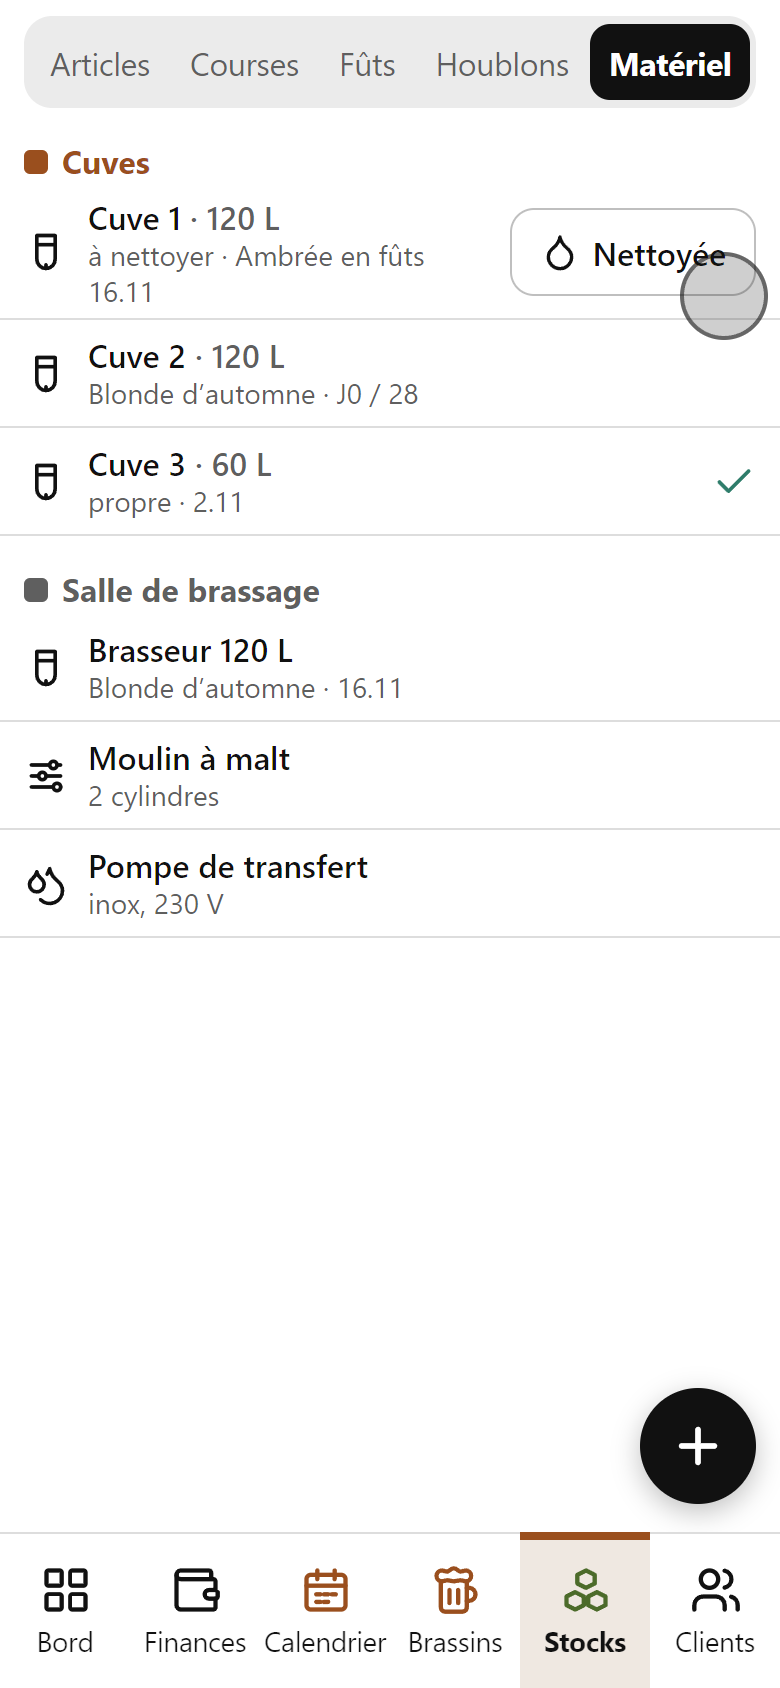 Articles Courses Fûts Houblons Matériel
Cuves
Cuve 1 · 120 L
à nettoyer · Ambrée en fûts
16.11
Nettoyée
Cuve 2 · 120 L
Blonde d’automne · J0 / 28
Cuve 3 · 60 L
propre · 2.11
Salle de brassage
Brasseur 120 L
Blonde d’automne · 16.11
Moulin à malt
2 cylindres
Pompe de transfert
inox, 230 V
Bord Finances Calendrier Brassins Stocks Clients